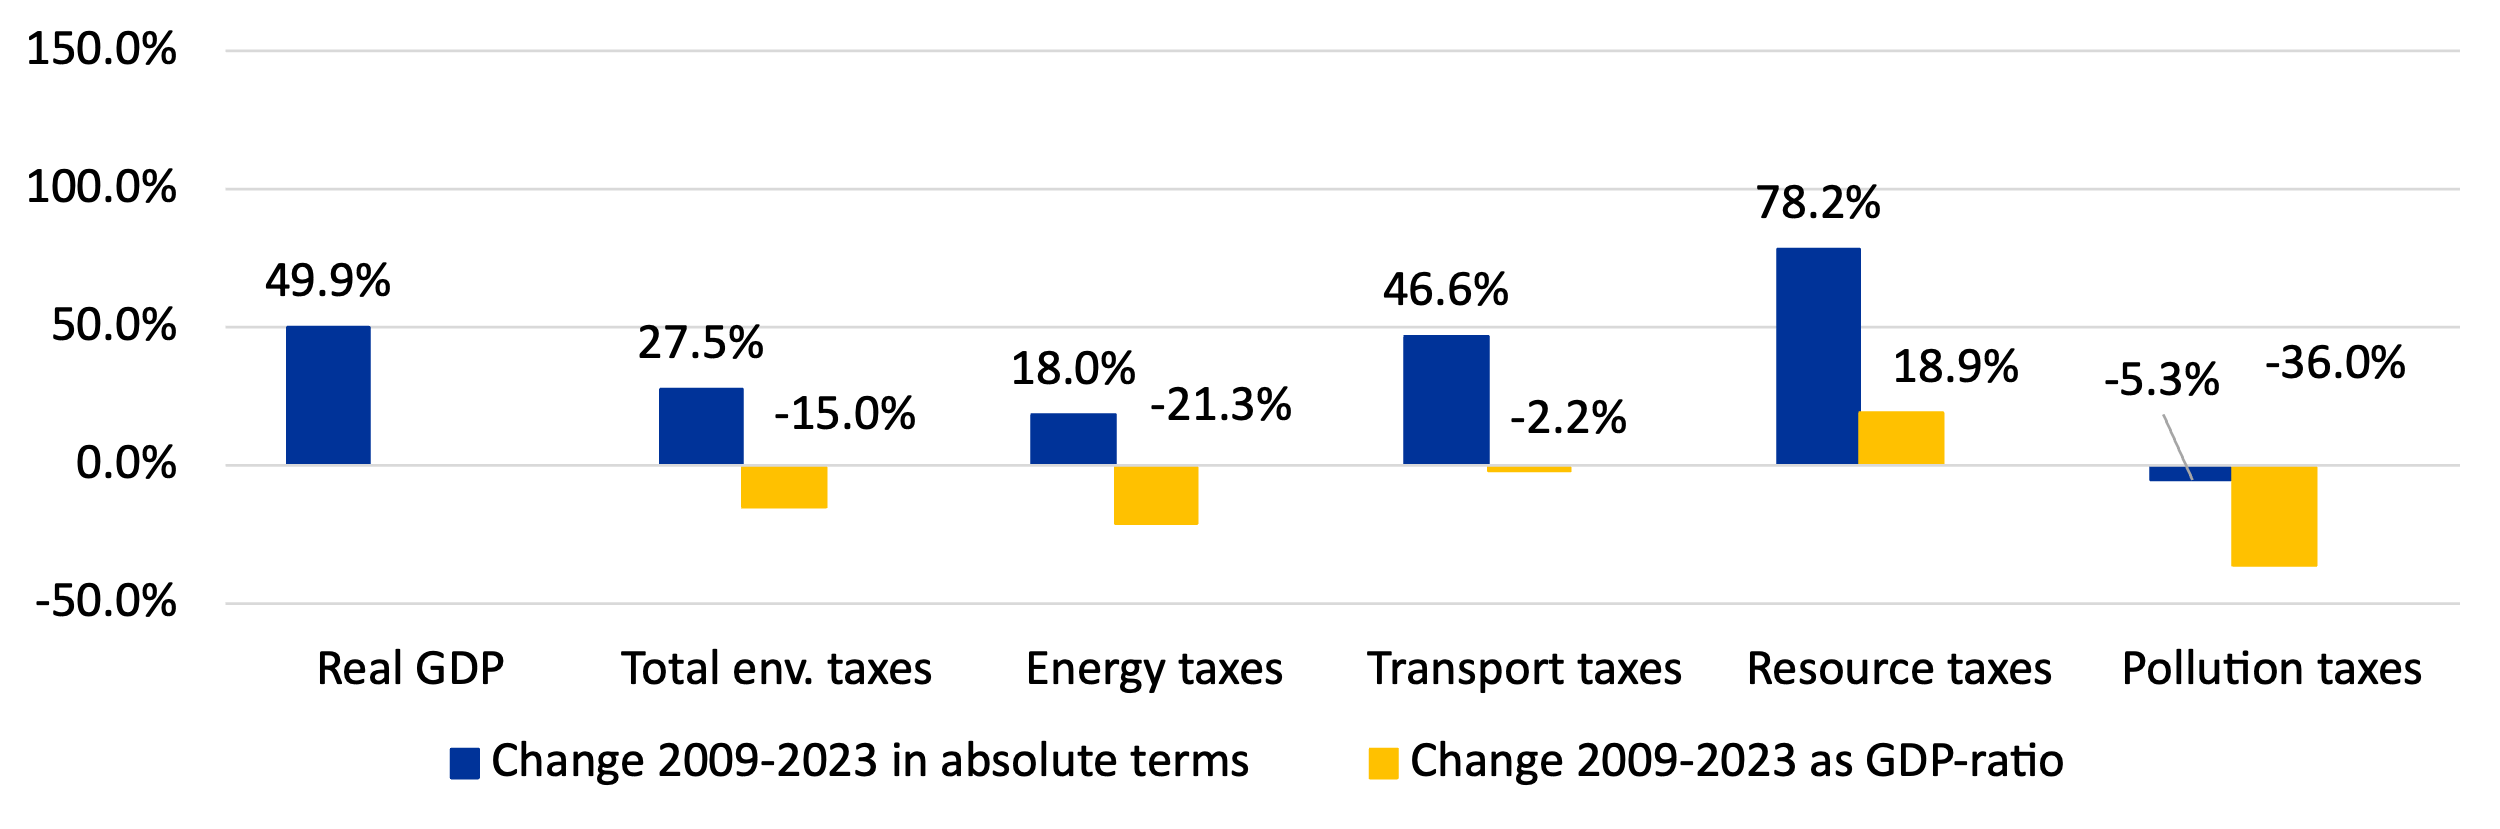 150.0%
100.0%
50.0%
0.0%
-50.0%
49.9%
27.5%
-15.0%
18.0%
-21.3%
46.6%
-2.2%
78.2%
18.9%
-5.3%
-36.0%
Real GDP
Total env. taxes
Energy taxes
Transport taxes
Resource taxes
Pollution taxes
Change 2009-2023 in absolute terms
Change 2009-2023 as GDP-ratio